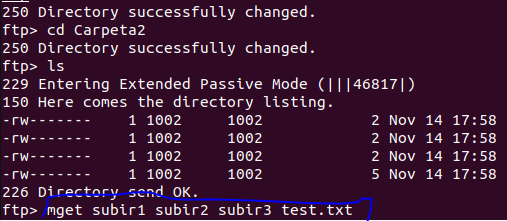 250 Directory successfully changed.
ftp> cd Carpeta2
250 Directory successfully changed.
ftp> ls
229 Entering Extended Passive Mode (|||46817|)
150 Here comes the directory listing.
-rw------- 1 1002 1002 2 Nov 14 17:58
-rw------- 1 1002 1002 2 Nov 14 17:58
-rw------- 1 1002 1002 2 Nov 14 17:58
-rw------- 1 1002 1002 5 Nov 14 17:58
226 Directory send OK.
ftp> mget subir1 subir2 subir3 test.txt